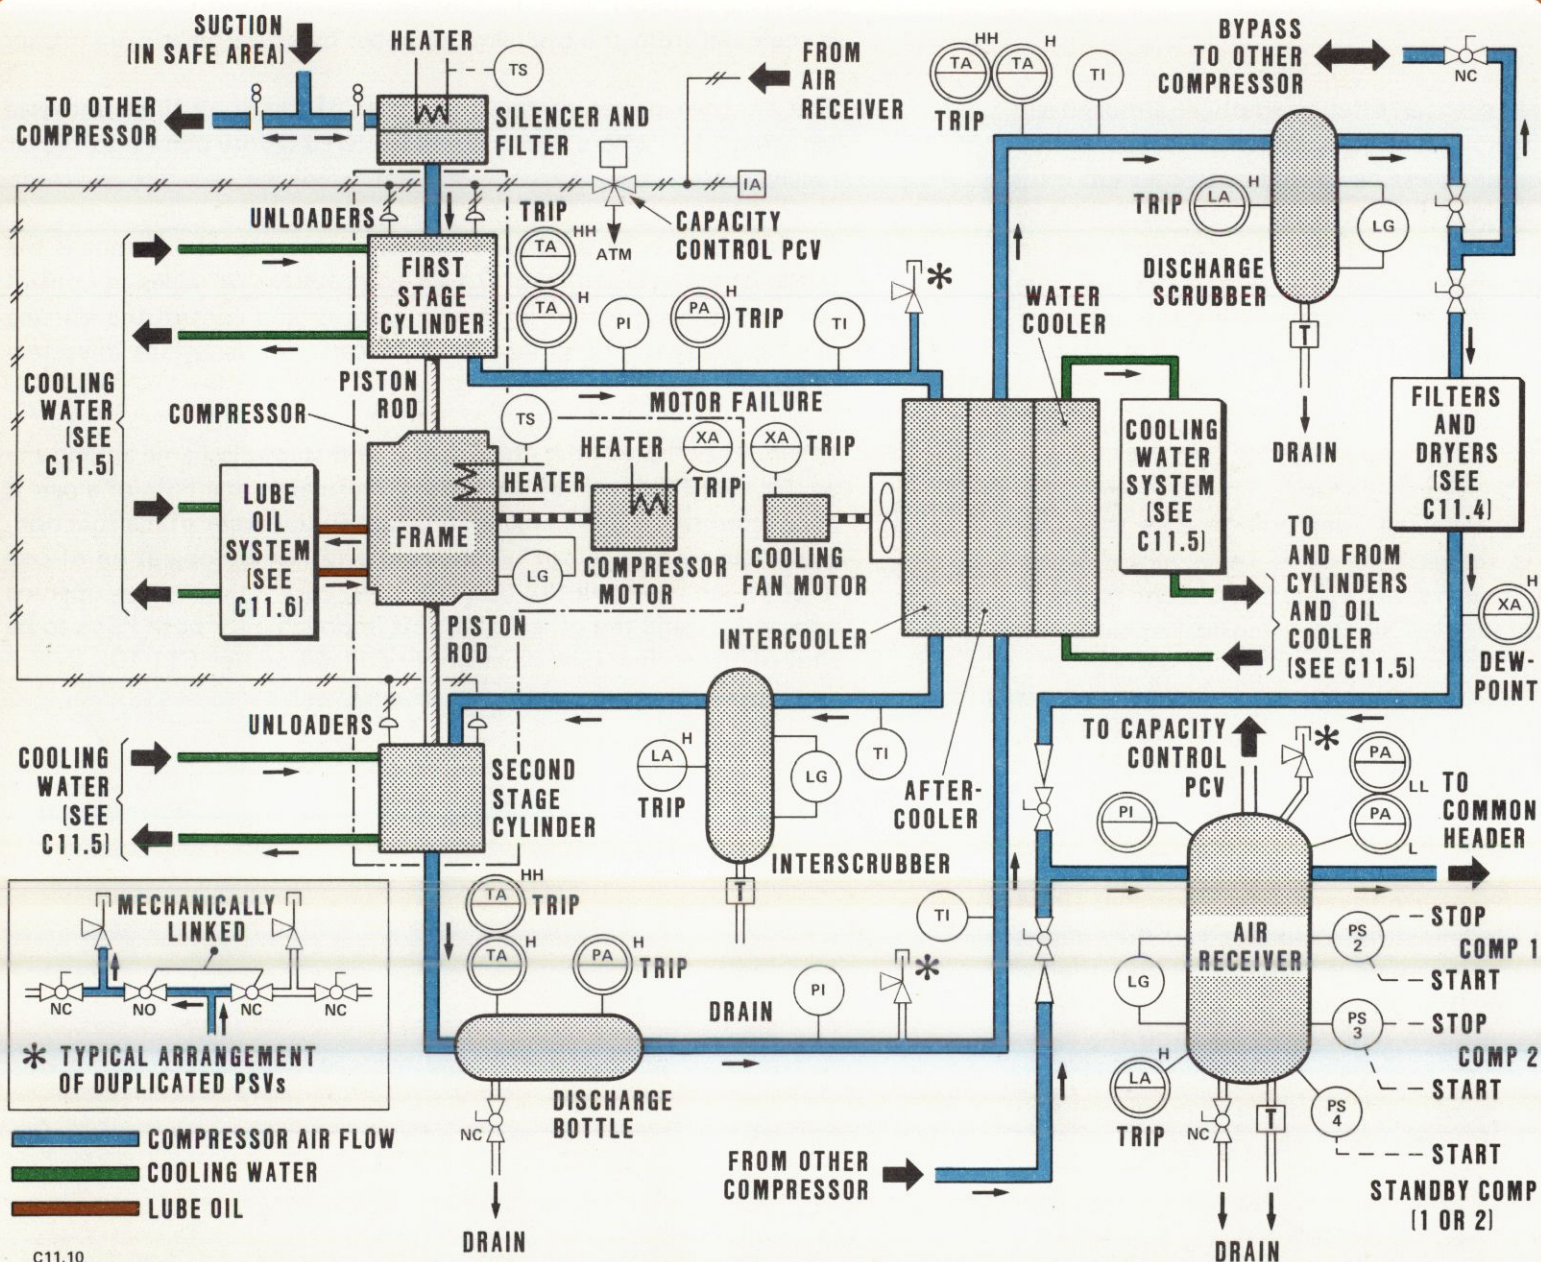 SUCTION
(IN SAFE AREA)
HEATER
TS
TO OTHER
COMPRESSOR
SILENCER AND
FILTER
FROM
AIR
RECEIVER
IA
UNLOADERS
CAPACITY
CONTROL PCV
ATM
TRIP
TA
HH
TA
H
PI
PA
H
TRIP
TI
*
FIRST
STAGE
CYLINDER
COOLING
WATER
(SEE
C11.5)
PISTON
ROD
COMPRESSOR
MOTOR FAILURE
TS
HEATER
HEATER
XA
TRIP
XA
TRIP
LUBE
OIL
SYSTEM
(SEE
C11.6)
FRAME
LG
COMPRESSOR
MOTOR
COOLING
FAN MOTOR
PISTON
ROD
INTERCOOLER
WATER
COOLER
COOLING
WATER
SYSTEM
(SEE
C11.5)
TO
AND FROM
CYLINDERS
AND OIL
COOLER
(SEE C11.5)
HH
H
TA
TA
TRIP
TI
BYPASS
TO OTHER
COMPRESSOR
NC
LA
H
TRIP
LG
DISCHARGE
SCRUBBER
T
DRAIN
FILTERS
AND
DRYERS
(SEE
C11.4)
XA
H
DEW-
POINT
UNLOADERS
COOLING
WATER
(SEE
C11.5)
SECOND
STAGE
CYLINDER
LA
H
TRIP
LG
TI
INTERSCRUBBER
T
AFTER-
COOLER
TO CAPACITY
CONTROL
PCV
*
PI
PA
LL
PA
L
TO
COMMON
HEADER
TA
HH
TRIP
TA
H
PA
H
TRIP
TI
PI
*
DRAIN
DISCHARGE
BOTTLE
NC
DRAIN
AIR
RECEIVER
LG
LA
H
TRIP
NC
T
DRAIN
PS
2
STOP
COMP 1
START
PS
3
STOP
COMP 2
START
PS
4
START
STANDBY COMP
(1 OR 2)
FROM OTHER
COMPRESSOR
MECHANICALLY
LINKED
NC
NO
NC
NC
* TYPICAL ARRANGEMENT
OF DUPLICATED PSVs
COMPRESSOR AIR FLOW
COOLING WATER
LUBE OIL
C11.10